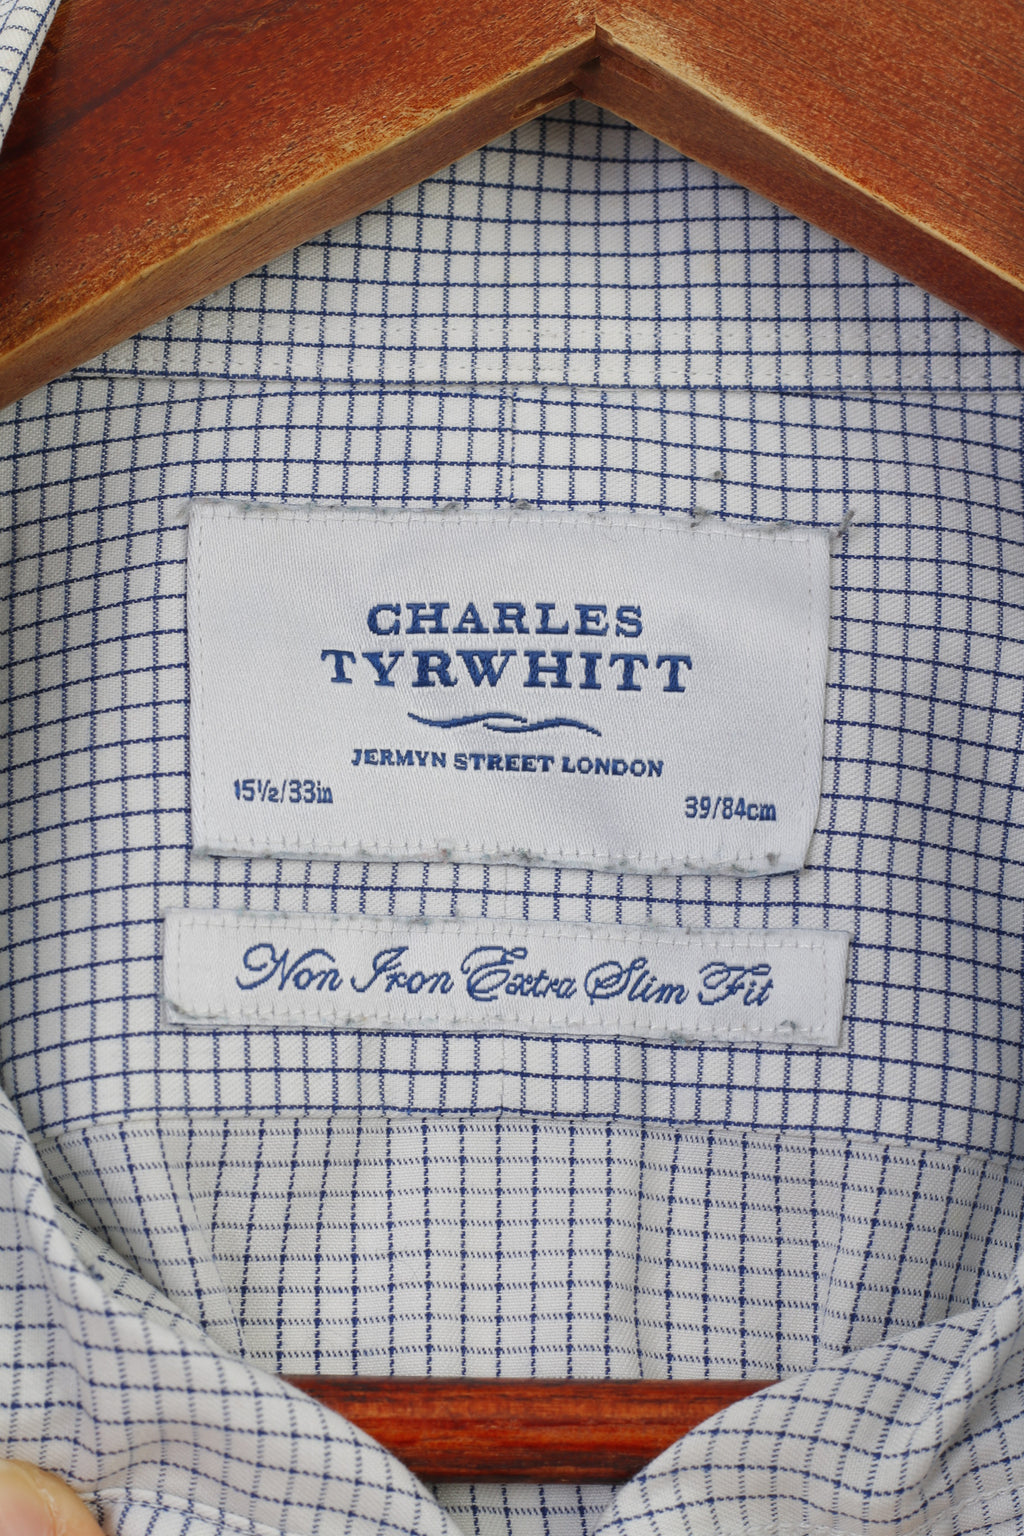 CHARLES
TYRWHITT
JERMYN STREET LONDON
15½/33in
39/84cm
Non Iron Extra Slim Fit